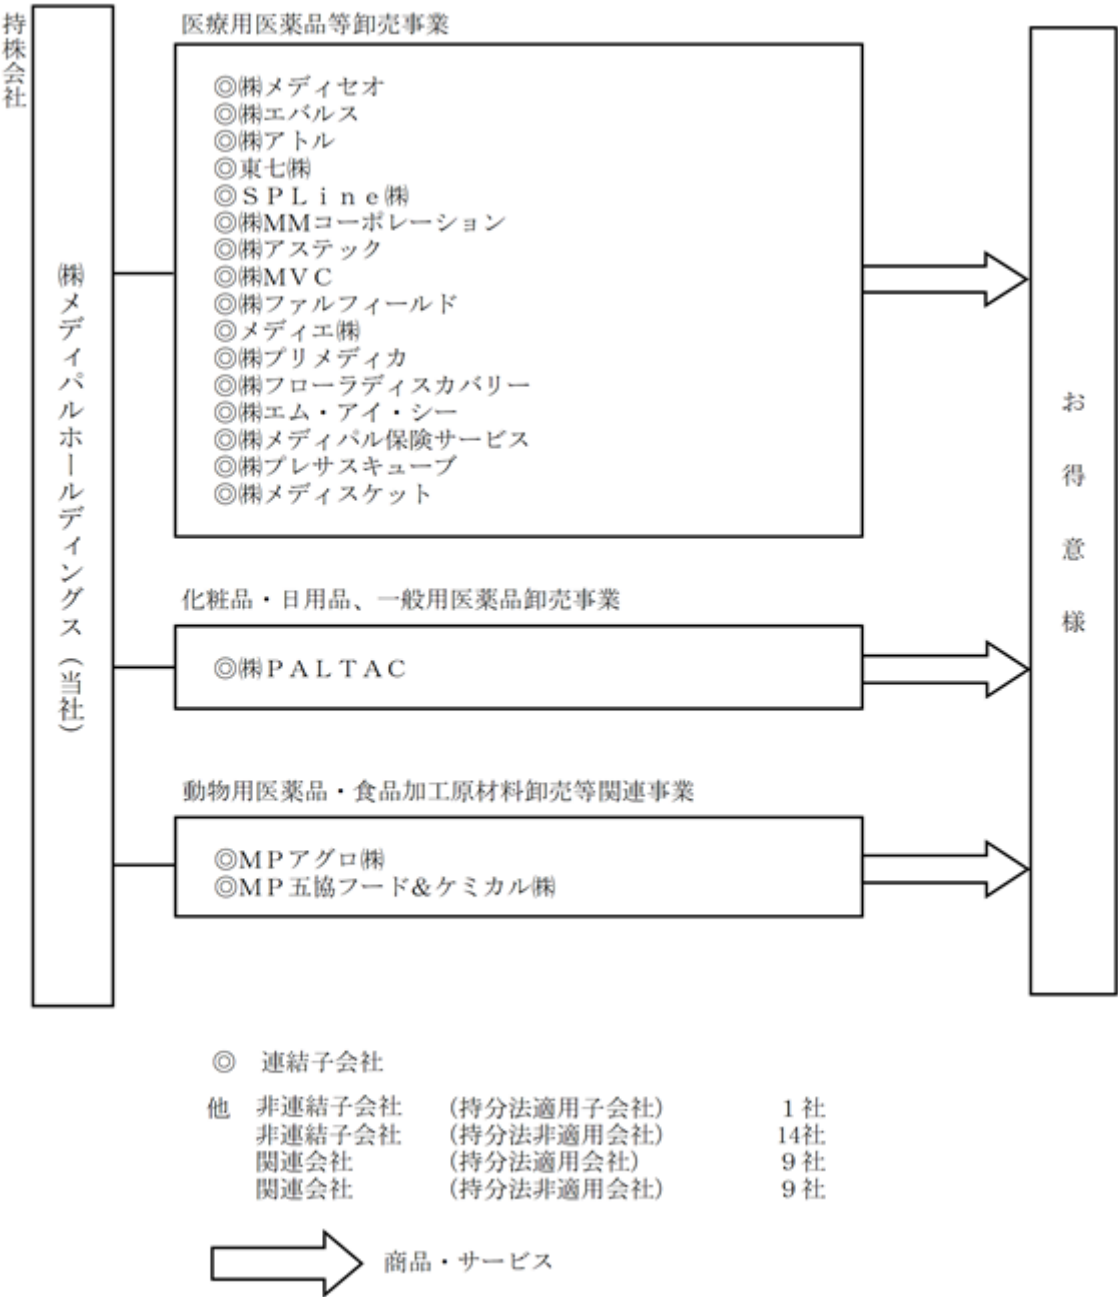 持株会社
㈱メディパルホールディングス（当社）
医療用医薬品等卸売事業
◎㈱メディセオ
◎㈱エバルス
◎㈱アトル
◎東七㈱
◎ＳＰＬｉｎｅ㈱
◎㈱MMコーポレーション
◎㈱アステック
◎㈱MVC
◎㈱ファルフィールド
◎メディエ㈱
◎㈱プリメディカ
◎㈱フローラディスカバリー
◎㈱エム・アイ・シー
◎㈱メディパル保険サービス
◎㈱プレサスキューブ
◎㈱メディスケット
化粧品・日用品、一般用医薬品卸売事業
◎㈱ＰＡＬＴＡＣ
動物用医薬品・食品加工原材料卸売等関連事業
◎ＭＰアグロ㈱
◎ＭＰ五協フード&ケミカル㈱
お得意様
◎　連結子会社
他　非連結子会社　（持分法適用子会社）　１社
非連結子会社　（持分法非適用会社）　14社
関連会社　（持分法適用会社）　９社
関連会社　（持分法非適用会社）　９社
商品・サービス